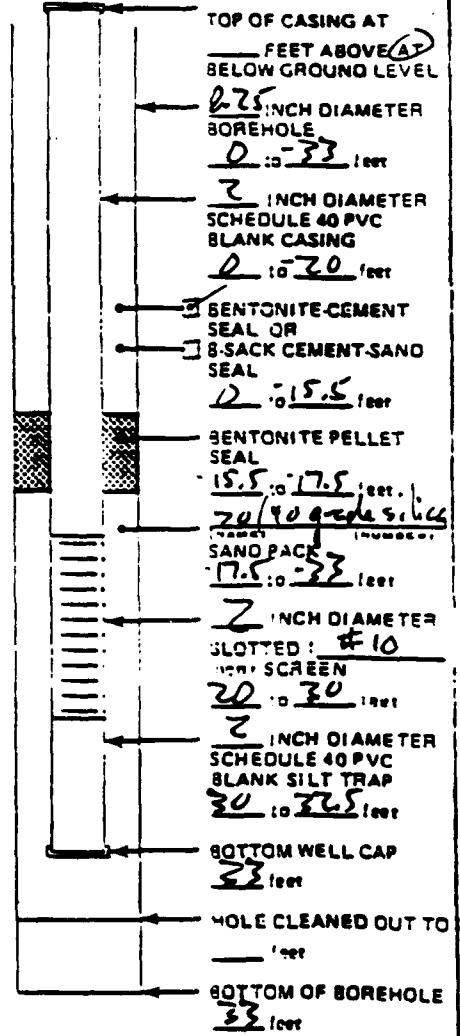 TOP OF CASING AT
____ FEET ABOVE (AT)
BELOW GROUND LEVEL
8.25 INCH DIAMETER
BOREHOLE
0 to -33 feet
2 INCH DIAMETER
SCHEDULE 40 PVC
BLANK CASING
0 to -20 feet
BENTONITE-CEMENT
SEAL OR
8-SACK CEMENT-SAND
SEAL
0 to -15.5 feet
BENTONITE PELLET
SEAL
-15.5 to -17.5 feet
20/40 grade silica
SAND PACK
-17.5 to -33 feet
2 INCH DIAMETER
SLOTTED #10
SCREEN
20 to 30 feet
2 INCH DIAMETER
SCHEDULE 40 PVC
BLANK SILT TRAP
30 to 32.5 feet
BOTTOM WELL CAP
33 feet
HOLE CLEANED OUT TO
____ feet
BOTTOM OF BOREHOLE
33 feet